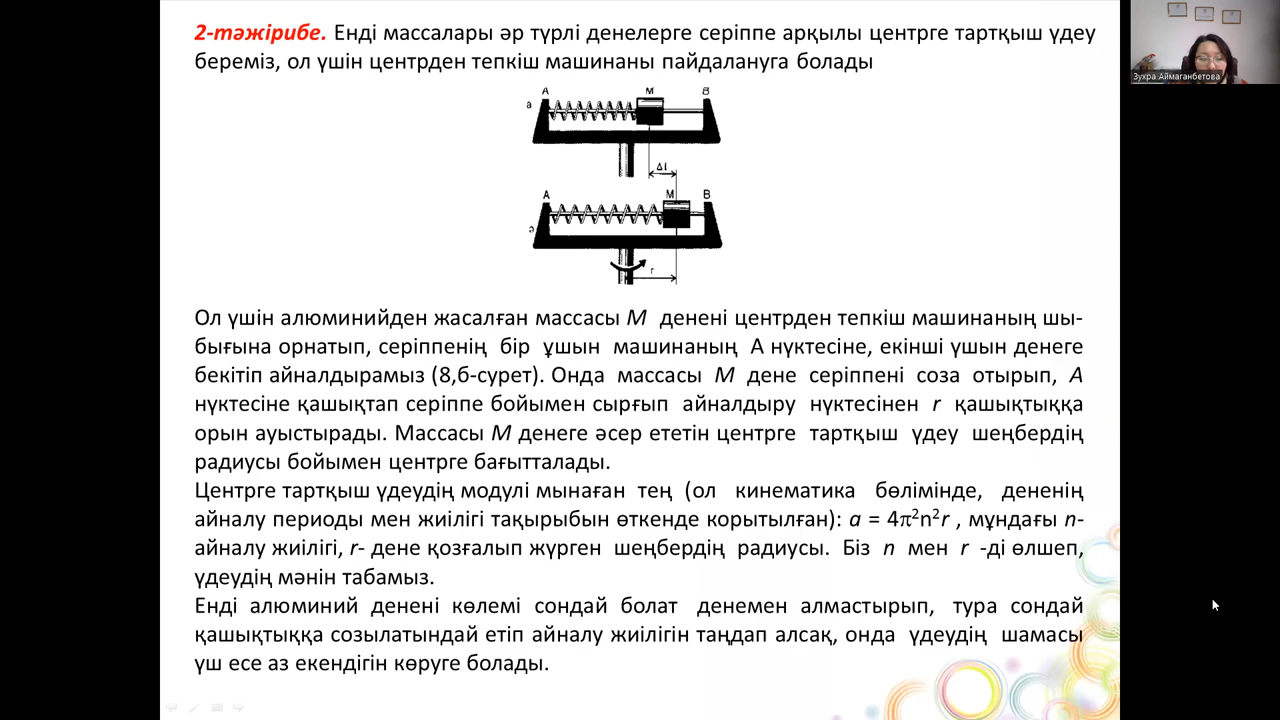 2-тәжірибе. Енді массалары әр түрлі денелерге серіппе арқылы центрге тартқыш үдеу
береміз, ол үшін центрден тепкіш машинаны пайдалануға болады
Зухра Аймаганбетова
A M B
a
Δl
A M B
r
Ол үшін алюминийден жасалған массасы M денені центрден тепкіш машинаның шы-
бығына орнатып, серіппенің бір ұшын машинаның А нүктесіне, екінші үшын денеге
бекітіп айналдырамыз (8,б-сурет). Онда массасы M дене серіппені соза отырып, A
нүктесіне қашықтап серіппе бойымен сырғып айналдыру нүктесінен r қашықтыққа
орын ауыстырады. Массасы M денеге әсер ететін центрге тартқыш үдеу шеңбердің
радиусы бойымен центрге бағытталады.
Центрге тартқыш үдеудің модулі мынаған тең (ол кинематика бөлімінде, дененің
айналу периоды мен жиілігі тақырыбын өткенде корытылған): a = 4π²n²r , мұндағы n-
айналу жиілігі, r- дене қозғалып жүрген шеңбердің радиусы. Біз n мен r -ді өлшеп,
үдеудің мәнін табамыз.
Енді алюминий денені көлемі сондай болат денемен алмастырып, тура сондай
қашықтыққа созылатындай етіп айналу жиілігін таңдап алсақ, онда үдеудің шамасы
үш есе аз екендігін көруге болады.